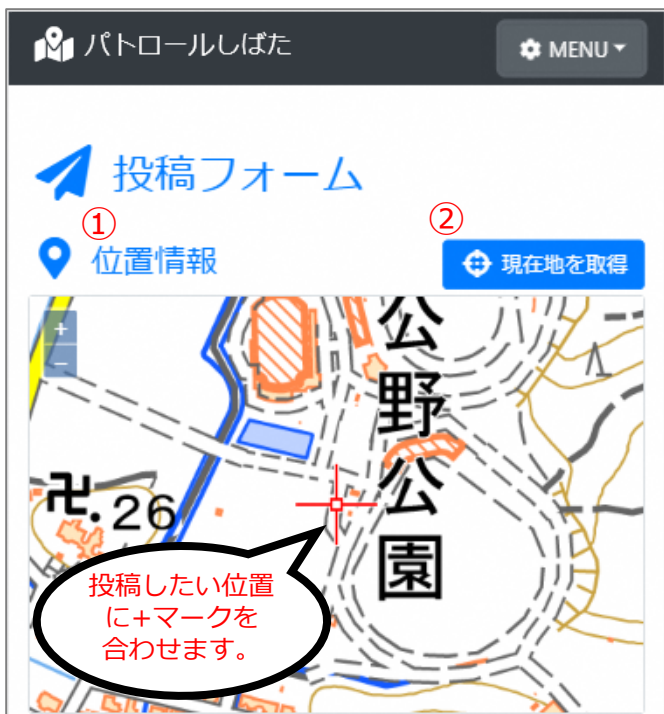 パトロールしばた
MENU
投稿フォーム
①
②
位置情報
現在地を取得
+
−
公野公園
卍.26
投稿したい位置
に+マークを
合わせます。